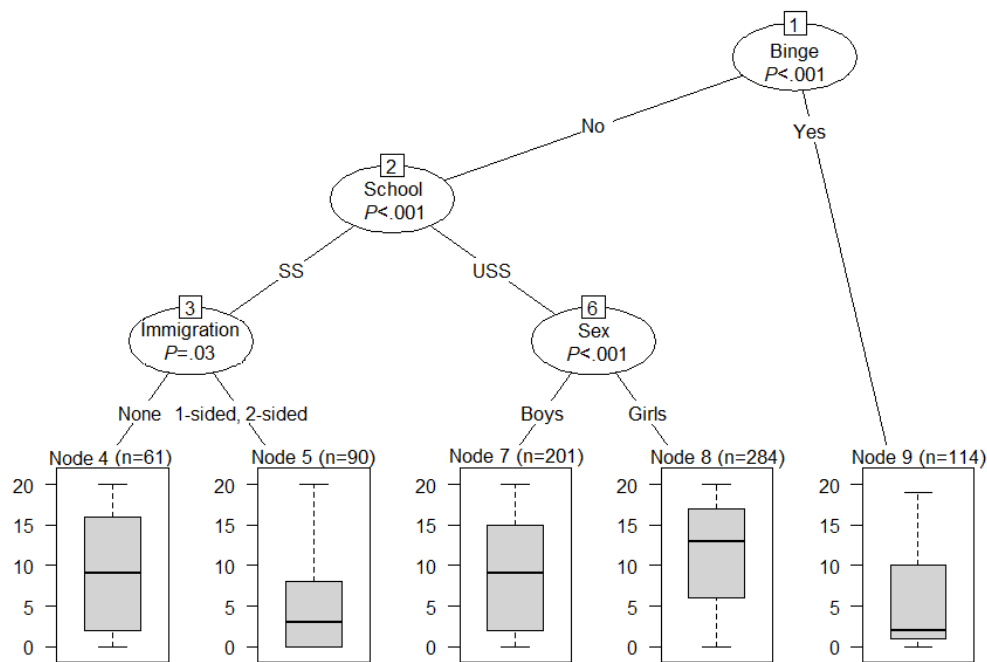 1
Binge
P<.001
No
Yes
2
School
P<.001
SS
USS
3
Immigration
P=.03
6
Sex
P<.001
None
1-sided, 2-sided
Boys
Girls
Node 4 (n=61)
Node 5 (n=90)
Node 7 (n=201)
Node 8 (n=284)
Node 9 (n=114)
20
15
10
5
0
20
15
10
5
0
20
15
10
5
0
20
15
10
5
0
20
15
10
5
0